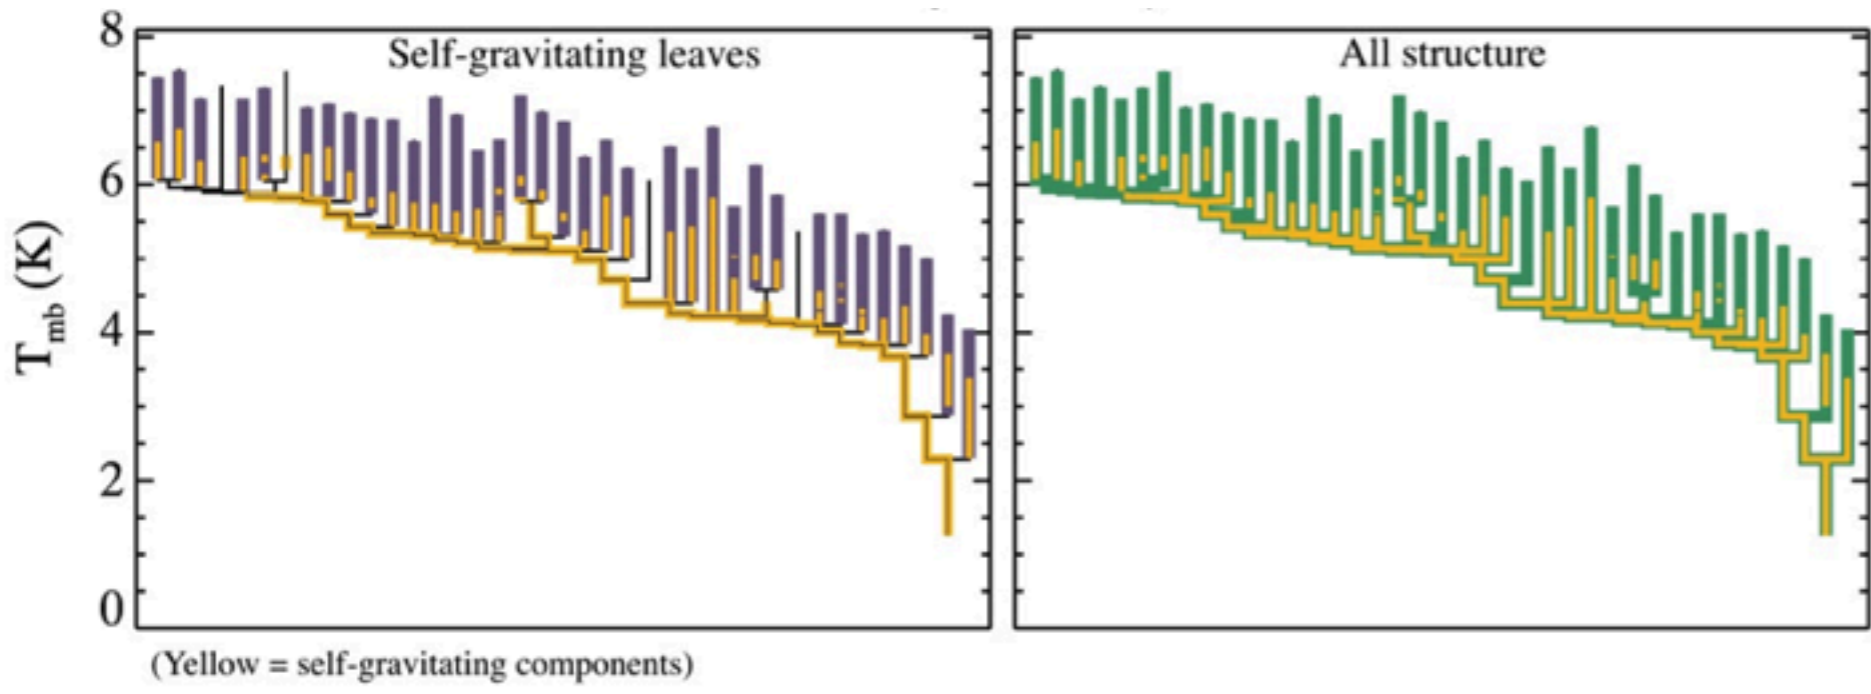 Self-gravitating leaves
All structure
8
6
4
2
0
T_mb (K)
(Yellow = self-gravitating components)